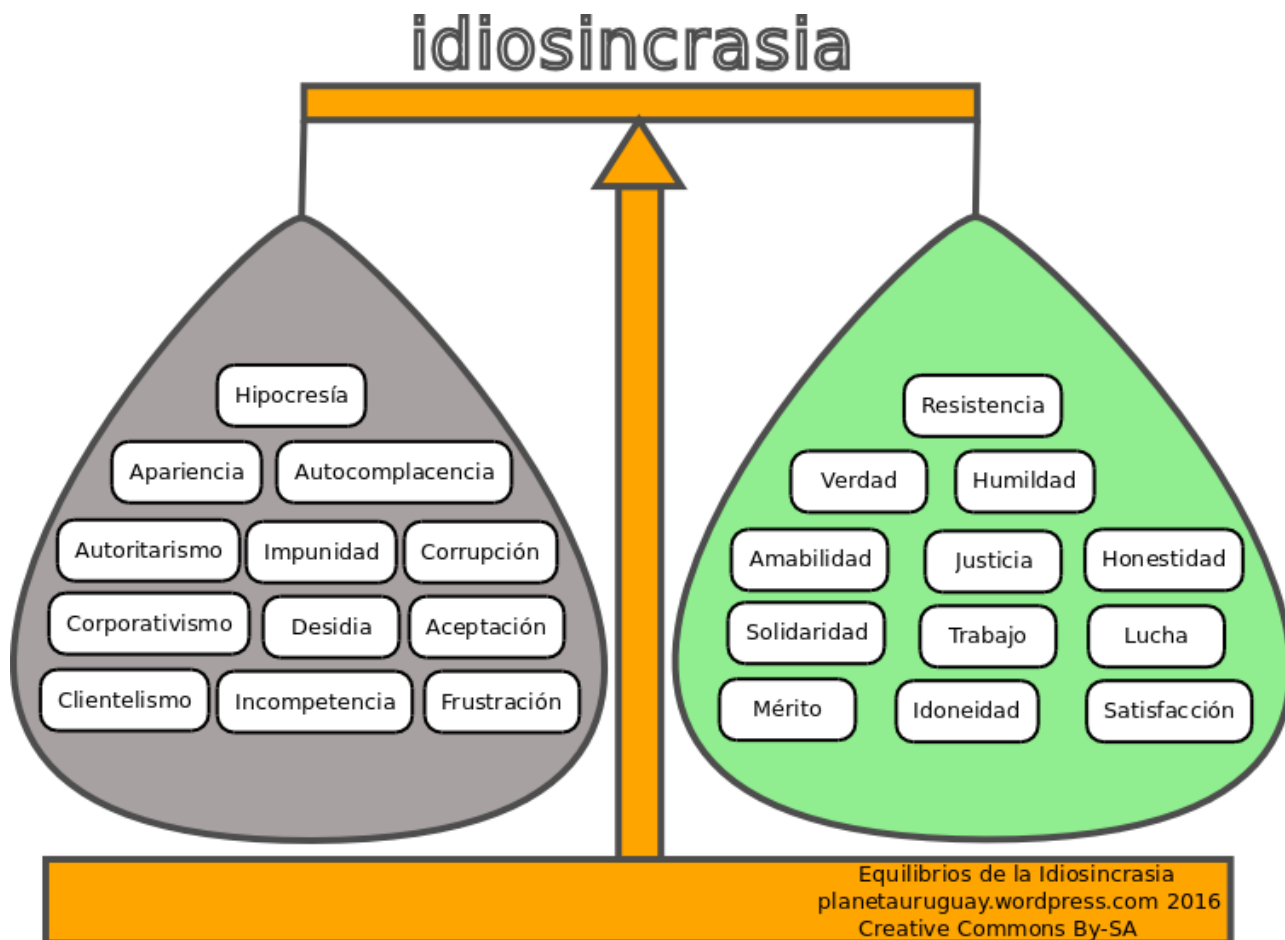 idiosincrasia
Hipocresía
Apariencia Autocomplacencia
Autoritarismo Impunidad Corrupción
Corporativismo Desidia Aceptación
Clientelismo Incompetencia Frustración
Resistencia
Verdad Humildad
Amabilidad Justicia Honestidad
Solidaridad Trabajo Lucha
Mérito Idoneidad Satisfacción
Equilibrios de la Idiosincrasia
planetauruguay.wordpress.com 2016
Creative Commons By-SA